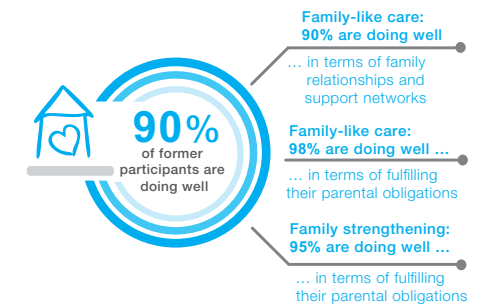 90%
of former
participants are
doing well
Family-like care:
90% are doing well
… in terms of family
relationships and
support networks
Family-like care:
98% are doing well …
… in terms of fulfilling
their parental obligations
Family strengthening:
95% are doing well …
… in terms of fulfilling
their parental obligations